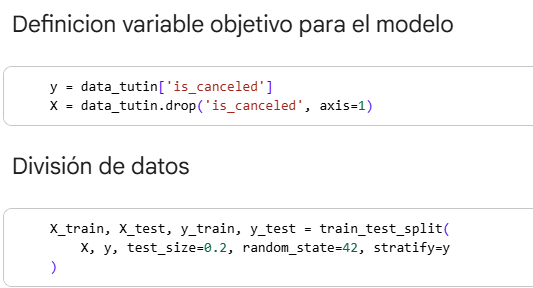 Definicion variable objetivo para el modelo
y = data_tutin['is_canceled']
X = data_tutin.drop('is_canceled', axis=1)
División de datos
X_train, X_test, y_train, y_test = train_test_split(
    X, y, test_size=0.2, random_state=42, stratify=y
)